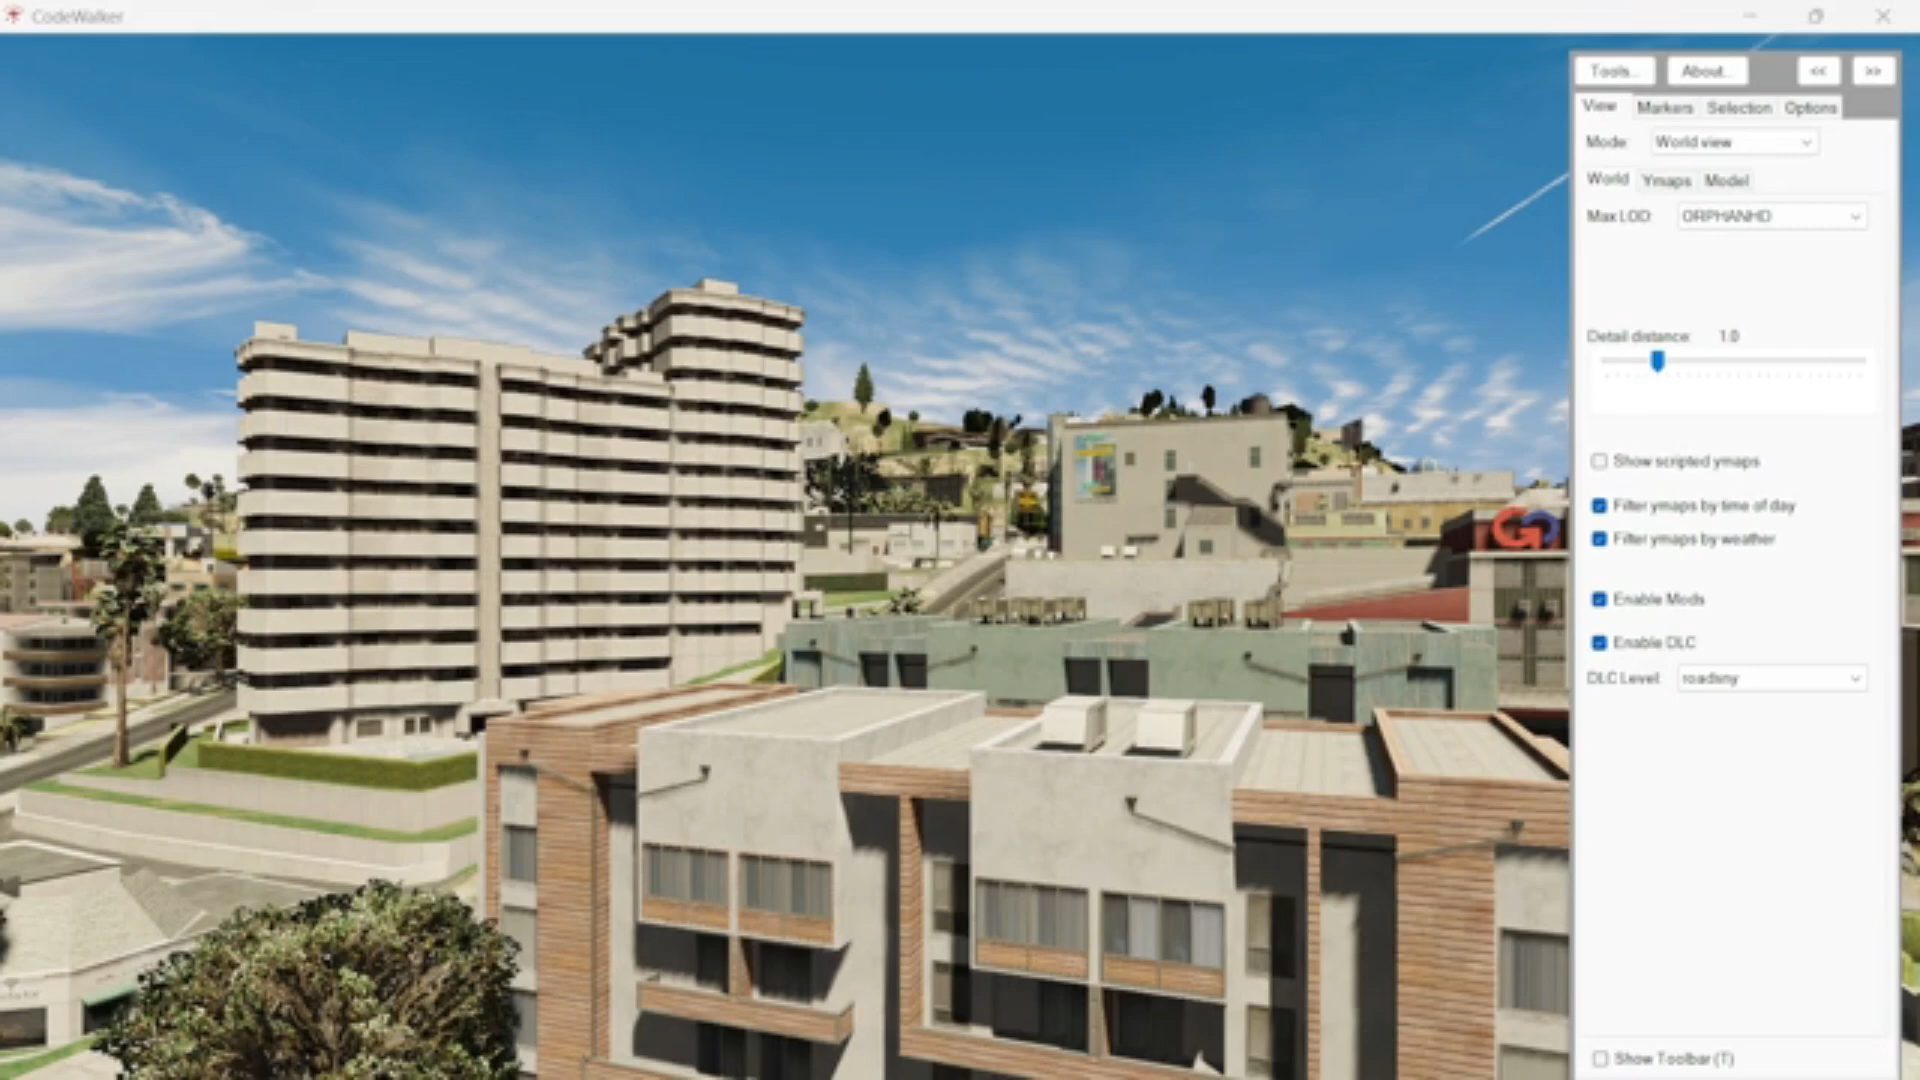 CodeWalker
Tools...
About...
<<
>>
View
Markers
Selection
Options
Mode:
World view
World
Ymaps
Model
Max LOD:
ORPHANHD
Detail distance:
1.0
Show scripted ymaps
Filter ymaps by time of day
Filter ymaps by weather
Enable Mods
Enable DLC
DLC Level:
GO
Show Toolbar (T)